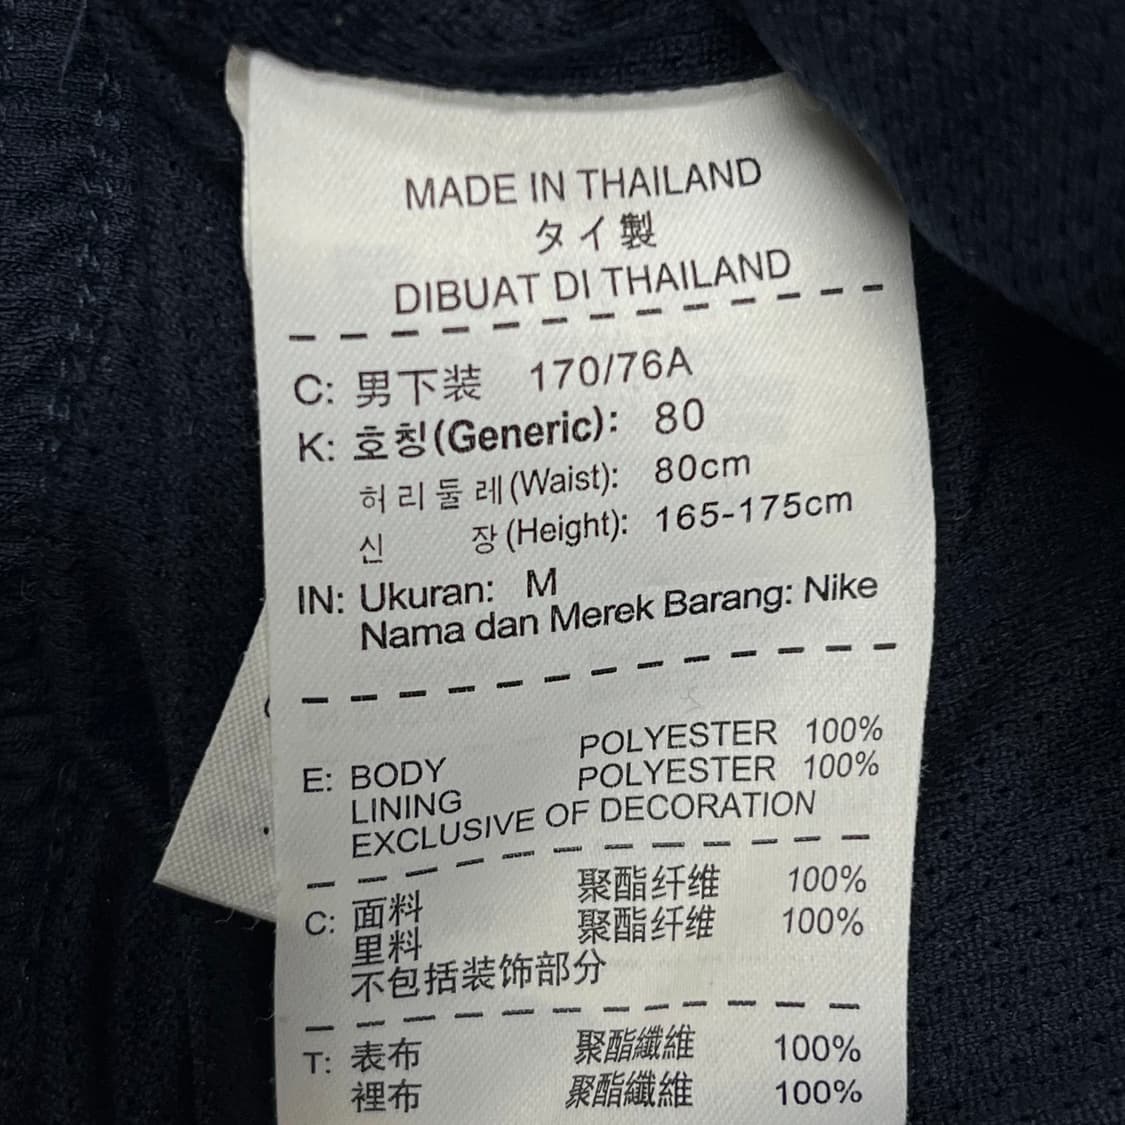 MADE IN THAILAND
タイ製
DIBUAT DI THAILAND
C: 男下装 170/76A
K: 호칭(Generic): 80
허리둘레(Waist): 80cm
신 장(Height): 165-175cm
IN: Ukuran: M
Nama dan Merek Barang: Nike
E: BODY POLYESTER 100%
LINING POLYESTER 100%
EXCLUSIVE OF DECORATION
C: 面料 聚酯纤维 100%
里料 聚酯纤维 100%
不包括装饰部分
T: 表布 聚酯纖維 100%
裡布 聚酯纖維 100%